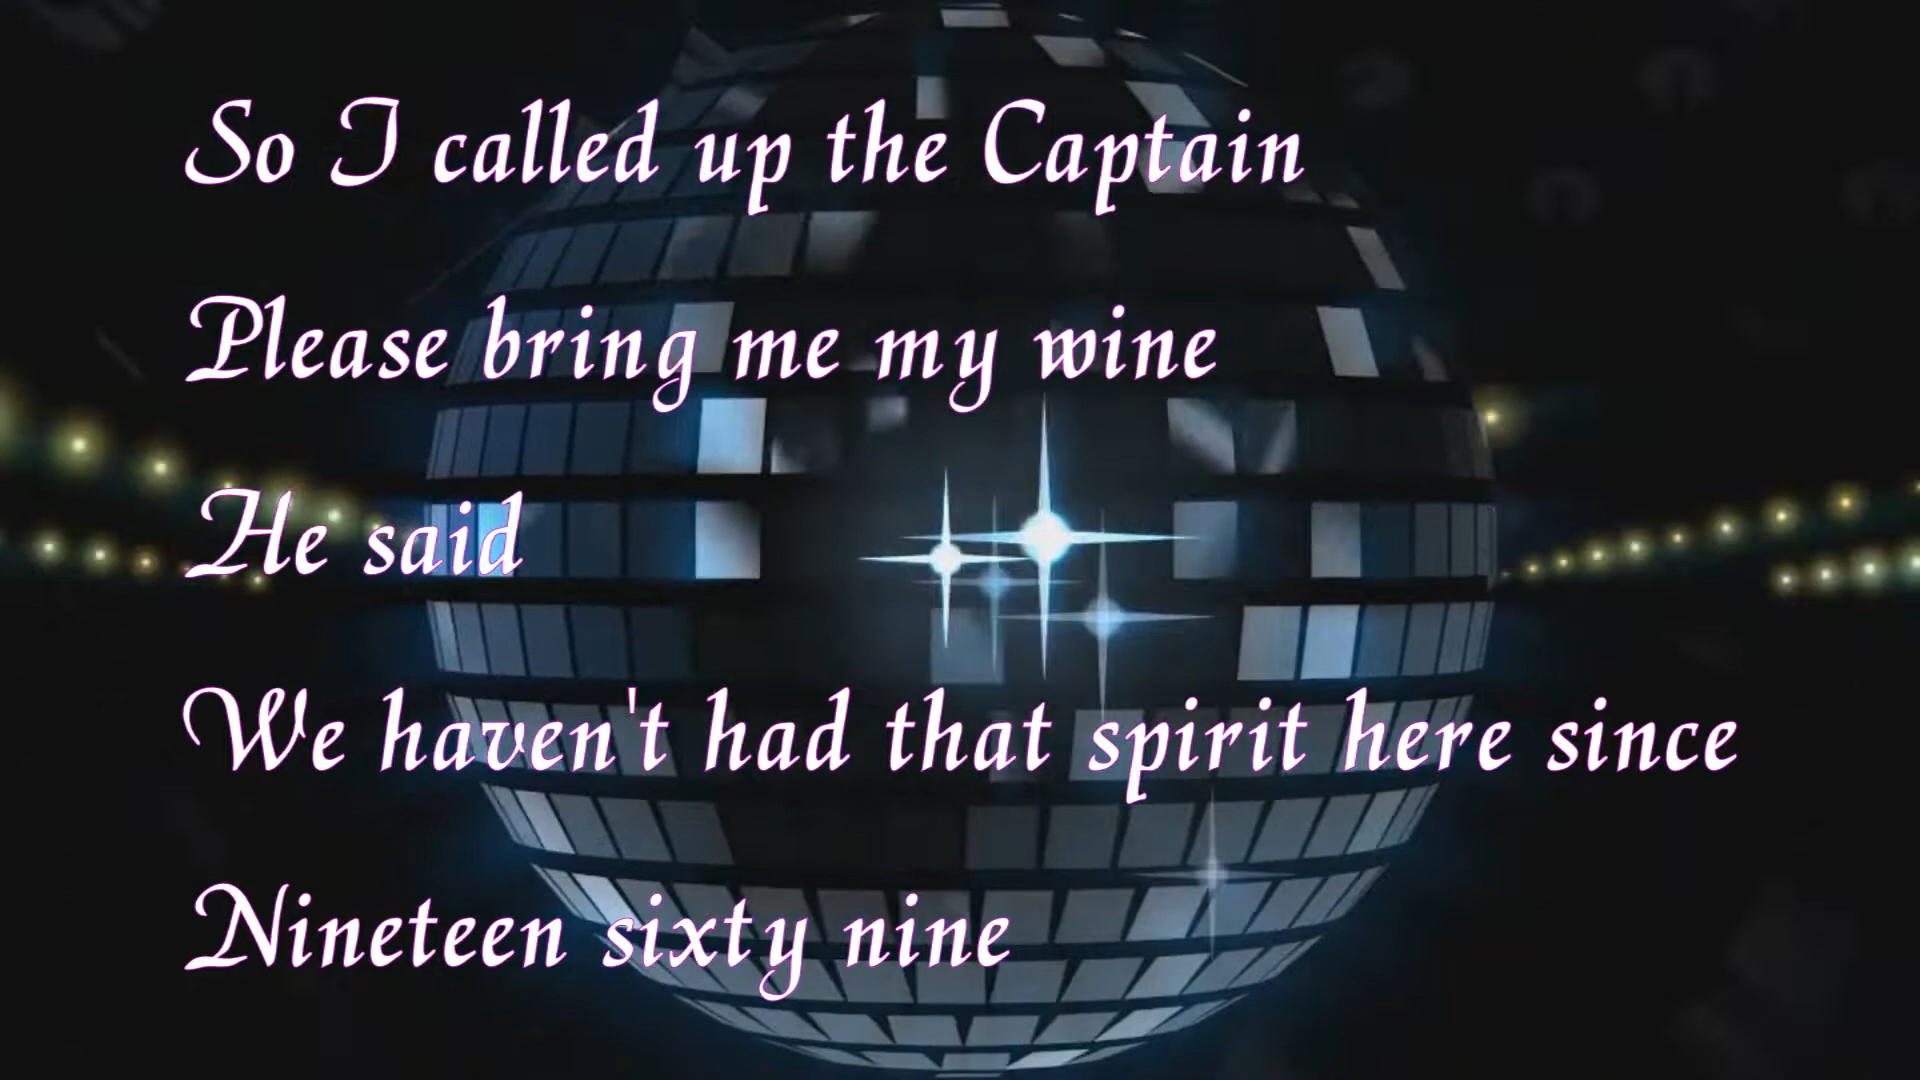 So I called up the Captain
Please bring me my wine
He said
We haven't had that spirit here since
Nineteen sixty nine